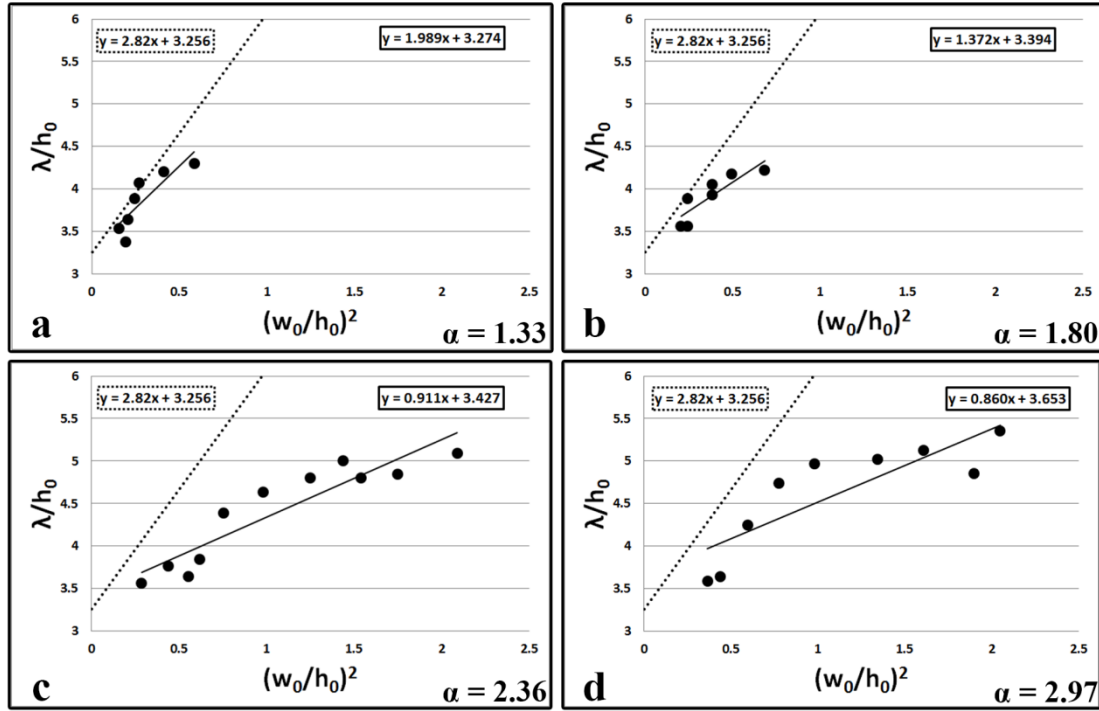 6
y = 2.82x + 3.256
y = 1.989x + 3.274
5.5
5
4.5
4
3.5
3
λ/h0
0
0.5
1
1.5
2
2.5
(w0/h0)2
a
α = 1.33
6
y = 2.82x + 3.256
y = 1.372x + 3.394
5.5
5
4.5
4
3.5
3
λ/h0
0
0.5
1
1.5
2
2.5
(w0/h0)2
b
α = 1.80
6
y = 2.82x + 3.256
y = 0.911x + 3.427
5.5
5
4.5
4
3.5
3
λ/h0
0
0.5
1
1.5
2
2.5
(w0/h0)2
c
α = 2.36
6
y = 2.82x + 3.256
y = 0.860x + 3.653
5.5
5
4.5
4
3.5
3
λ/h0
0
0.5
1
1.5
2
2.5
(w0/h0)2
d
α = 2.97